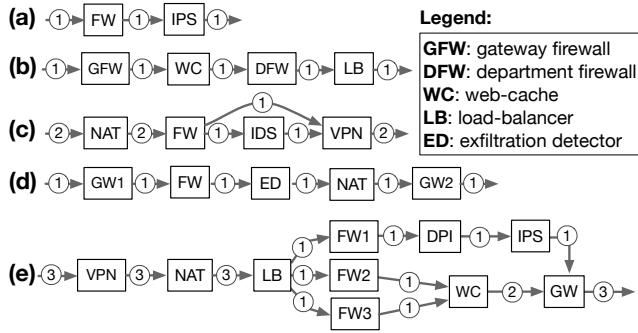 (a) 1 FW 1 IPS 1
(b) 1 GFW 1 WC 1 DFW 1 LB 1
1
(c) 2 NAT 2 FW 1 IDS 1 VPN 2
(d) 1 GW1 1 FW 1 ED 1 NAT 1 GW2 1
1 FW1 1 DPI 1 IPS 1
(e) 3 VPN 3 NAT 3 LB 1 FW2 1 WC 2 GW 3
1 FW3 1
Legend:
GFW: gateway firewall
DFW: department firewall
WC: web-cache
LB: load-balancer
ED: exfiltration detector